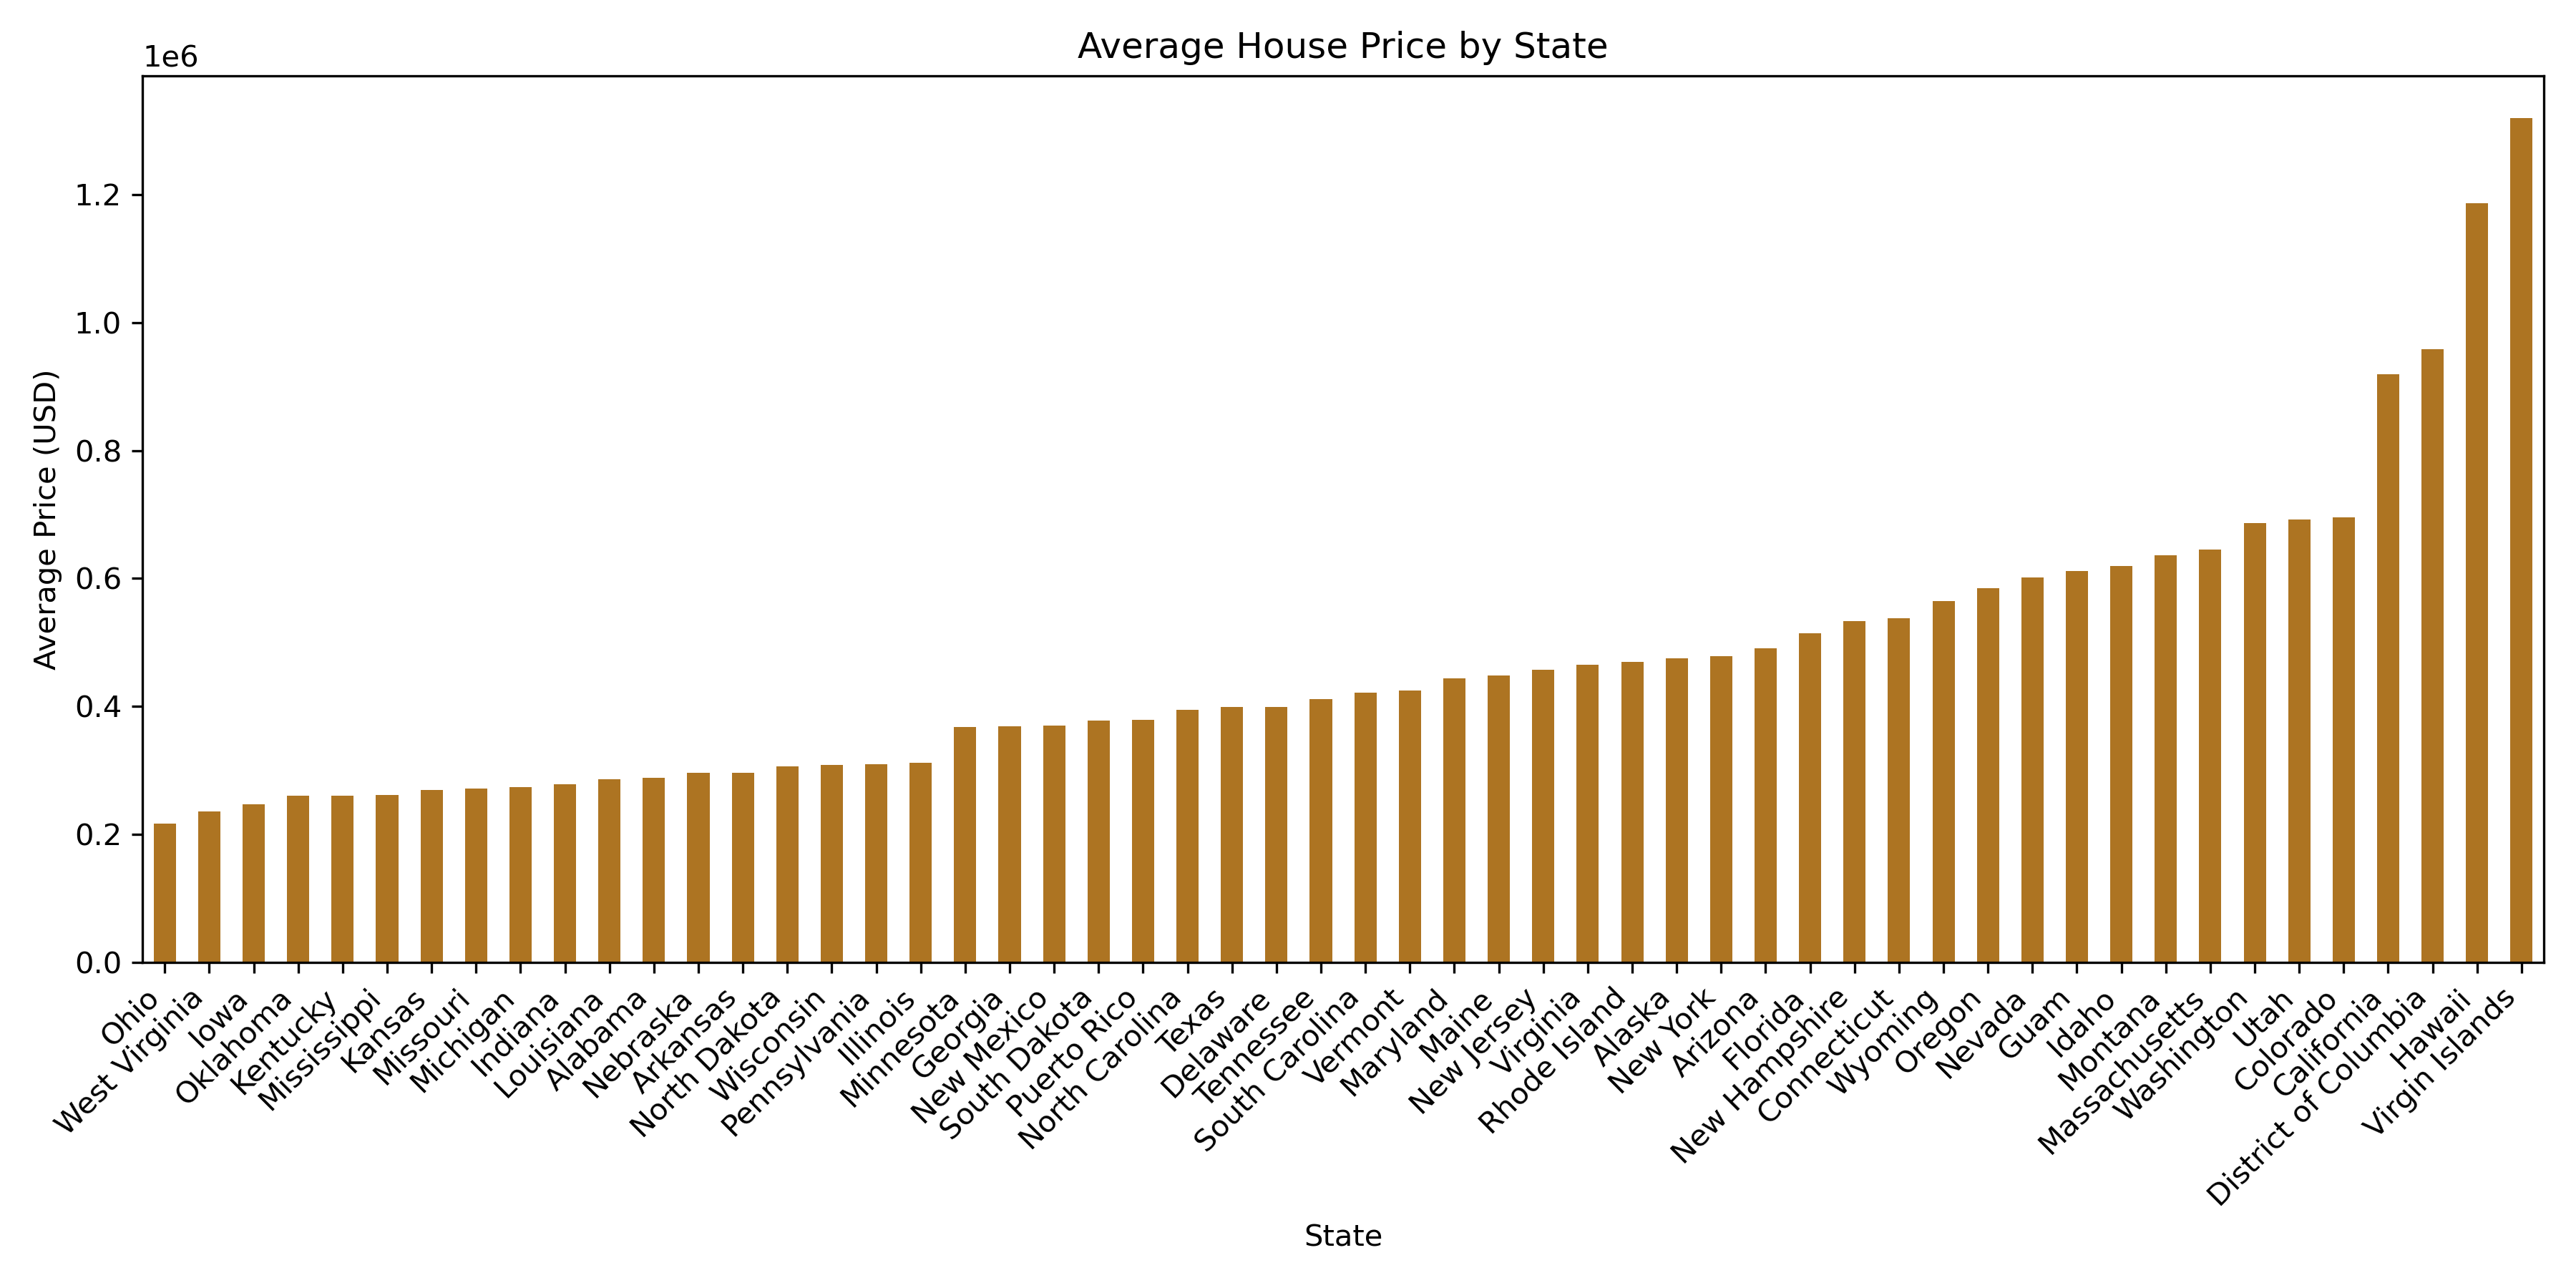 Average House Price by State
1e6
1.2
1.0
0.8
0.6
0.4
0.2
0.0
Average Price (USD)
Ohio
West Virginia
Iowa
Oklahoma
Kentucky
Mississippi
Kansas
Missouri
Michigan
Indiana
Louisiana
Alabama
Nebraska
Arkansas
North Dakota
Wisconsin
Pennsylvania
Illinois
Minnesota
Georgia
New Mexico
South Dakota
Puerto Rico
North Carolina
Texas
Delaware
Tennessee
South Carolina
Vermont
Maryland
Maine
New Jersey
Virginia
Rhode Island
Alaska
New York
Arizona
Florida
New Hampshire
Connecticut
Wyoming
Oregon
Nevada
Guam
Idaho
Montana
Massachusetts
Washington
Utah
Colorado
California
District of Columbia
Hawaii
Virgin Islands
State